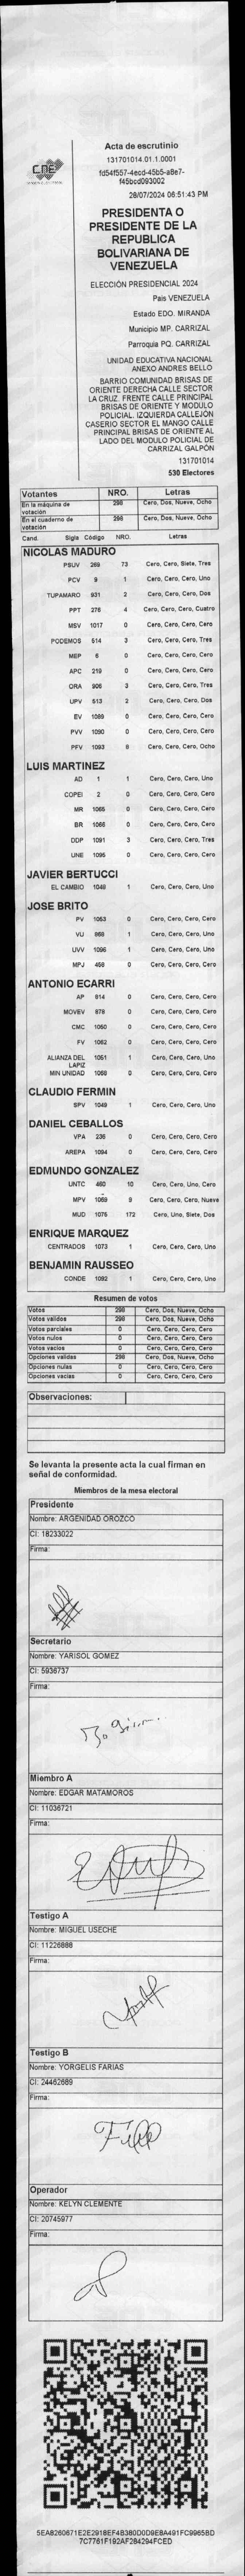 CNE
Acta de escrutinio
131701014.01.1.0001
fd54f557-4ecd-45b5-a8e7-
f45bcd093002
28/07/2024 06:51:43 PM
PRESIDENTA O
PRESIDENTE DE LA
REPUBLICA
BOLIVARIANA DE
VENEZUELA
ELECCIÓN PRESIDENCIAL 2024
Pais VENEZUELA
Estado EDO. MIRANDA
Municipio MP. CARRIZAL
Parroquia PQ. CARRIZAL
UNIDAD EDUCATIVA NACIONAL
ANEXO ANDRES BELLO
BARRIO COMUNIDAD BRISAS DE
ORIENTE DERECHA CALLE SECTOR
LA CRUZ. FRENTE CALLE PRINCIPAL
BRISAS DE ORIENTE Y MODULO
POLICIAL. IZQUIERDA CALLEJÓN
CASERIO SECTOR EL MANGO CALLE
PRINCIPAL BRISAS DE ORIENTE AL
LADO DEL MODULO POLICIAL DE
CARRIZAL GALPÓN
131701014
530 Electores
Votantes NRO. Letras
En la máquina de votación 298 Cero, Dos, Nueve, Ocho
En el cuaderno de votación 298 Cero, Dos, Nueve, Ocho
Cand. Sigla Código NRO. Letras
NICOLAS MADURO
PSUV 269 73 Cero, Cero, Siete, Tres
PCV 9 1 Cero, Cero, Cero, Uno
TUPAMARO 931 2 Cero, Cero, Cero, Dos
PPT 276 4 Cero, Cero, Cero, Cuatro
MSV 1017 0 Cero, Cero, Cero, Cero
PODEMOS 514 3 Cero, Cero, Cero, Tres
MEP 6 0 Cero, Cero, Cero, Cero
APC 219 0 Cero, Cero, Cero, Cero
ORA 906 3 Cero, Cero, Cero, Tres
UPV 513 2 Cero, Cero, Cero, Dos
EV 1089 0 Cero, Cero, Cero, Cero
PVV 1090 0 Cero, Cero, Cero, Cero
PFV 1093 8 Cero, Cero, Cero, Ocho
LUIS MARTINEZ
AD 1 1 Cero, Cero, Cero, Uno
COPEI 2 0 Cero, Cero, Cero, Cero
MR 1065 0 Cero, Cero, Cero, Cero
BR 1066 0 Cero, Cero, Cero, Cero
DDP 1091 3 Cero, Cero, Cero, Tres
UNE 1095 0 Cero, Cero, Cero, Cero
JAVIER BERTUCCI
EL CAMBIO 1048 1 Cero, Cero, Cero, Uno
JOSE BRITO
PV 1053 0 Cero, Cero, Cero, Cero
VU 868 1 Cero, Cero, Cero, Uno
UVV 1096 1 Cero, Cero, Cero, Uno
MPJ 458 0 Cero, Cero, Cero, Cero
ANTONIO ECARRI
AP 814 0 Cero, Cero, Cero, Cero
MOVEV 878 0 Cero, Cero, Cero, Cero
CMC 1050 0 Cero, Cero, Cero, Cero
FV 1062 0 Cero, Cero, Cero, Cero
ALIANZA DEL LAPIZ 1051 1 Cero, Cero, Cero, Uno
MIN UNIDAD 1068 0 Cero, Cero, Cero, Cero
CLAUDIO FERMIN
SPV 1049 1 Cero, Cero, Cero, Uno
DANIEL CEBALLOS
VPA 236 0 Cero, Cero, Cero, Cero
AREPA 1094 0 Cero, Cero, Cero, Cero
EDMUNDO GONZALEZ
UNTC 460 10 Cero, Cero, Uno, Cero
MPV 1069 9 Cero, Cero, Cero, Nueve
MUD 1075 172 Cero, Uno, Siete, Dos
ENRIQUE MARQUEZ
CENTRADOS 1073 1 Cero, Cero, Cero, Uno
BENJAMIN RAUSSEO
CONDE 1092 1 Cero, Cero, Cero, Uno
Resumen de votos
Votos 298 Cero, Dos, Nueve, Ocho
Votos validos 298 Cero, Dos, Nueve, Ocho
Votos parciales 0 Cero, Cero, Cero, Cero
Votos nulos 0 Cero, Cero, Cero, Cero
Votos vacios 0 Cero, Cero, Cero, Cero
Opciones validas 298 Cero, Dos, Nueve, Ocho
Opciones nulas 0 Cero, Cero, Cero, Cero
Opciones vacias 0 Cero, Cero, Cero, Cero
Observaciones:
Se levanta la presente acta la cual firman en
señal de conformidad.
Miembros de la mesa electoral
Presidente
Nombre: ARGENIDAD OROZCO
CI: 18233022
Firma:
Secretario
Nombre: YARISOL GOMEZ
CI: 5936737
Firma:
Miembro A
Nombre: EDGAR MATAMOROS
CI: 11036721
Firma:
Testigo A
Nombre: MIGUEL USECHE
CI: 11226888
Firma:
Testigo B
Nombre: YORGELIS FARIAS
CI: 24462689
Firma:
Operador
Nombre: KELYN CLEMENTE
CI: 20745977
Firma:
5EA8260671E2E2918EF4B380D0D9E8A491FC9965BD
7C7761F192AF284294FCED